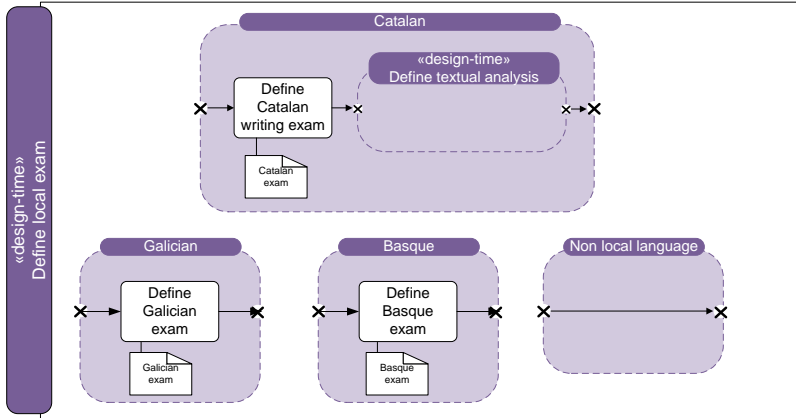 «design-time»
Define local exam
Catalan
«design-time»
Define textual analysis
Define
Catalan
writing exam
Catalan
exam
Galician
Define
Galician
exam
Galician
exam
Basque
Define
Basque
exam
Basque
exam
Non local language